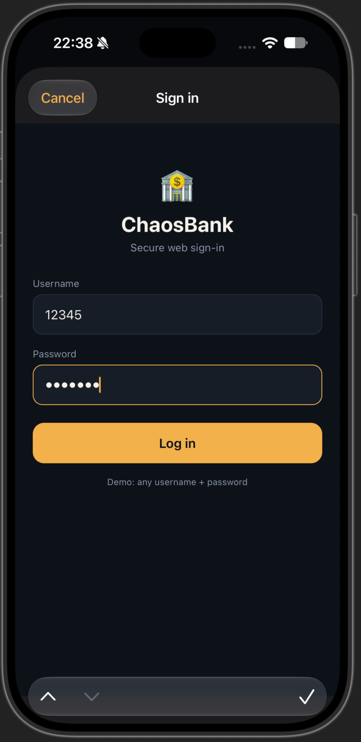 22:38
Cancel
Sign in
$
ChaosBank
Secure web sign-in
Username
12345
Password
•••••••
Log in
Demo: any username + password